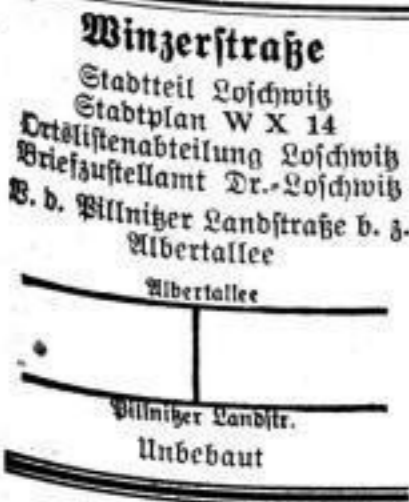 Winzerſtraße
Stadtteil Loſchwitz
Stadtplan W X 14
Ortsliſtenabteilung Loſchwitz
Briefzuſtellamt Dr.-Loſchwitz
V. d. Pillnitzer Landſtraße b. z.
Albertallee
Albertallee
Pillnitzer Landſtr.
Unbebaut